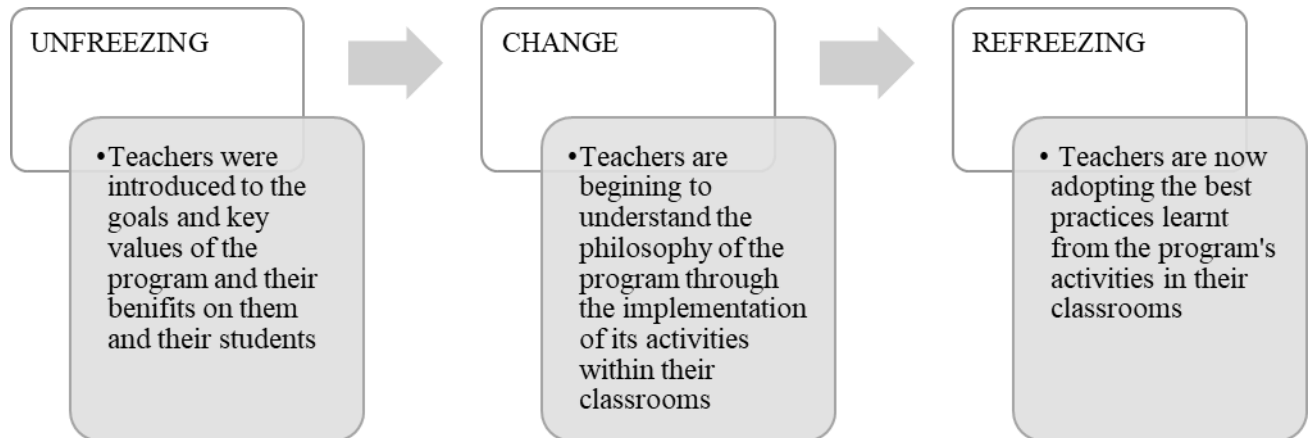 UNFREEZING
•Teachers were
introduced to the
goals and key
values of the
program and their
benifits on them
and their students
CHANGE
•Teachers are
begining to
understand the
philosophy of the
program through
the implementation
of its activities
within their
classrooms
REFREEZING
• Teachers are now
adopting the best
practices learnt
from the program's
activities in their
classrooms